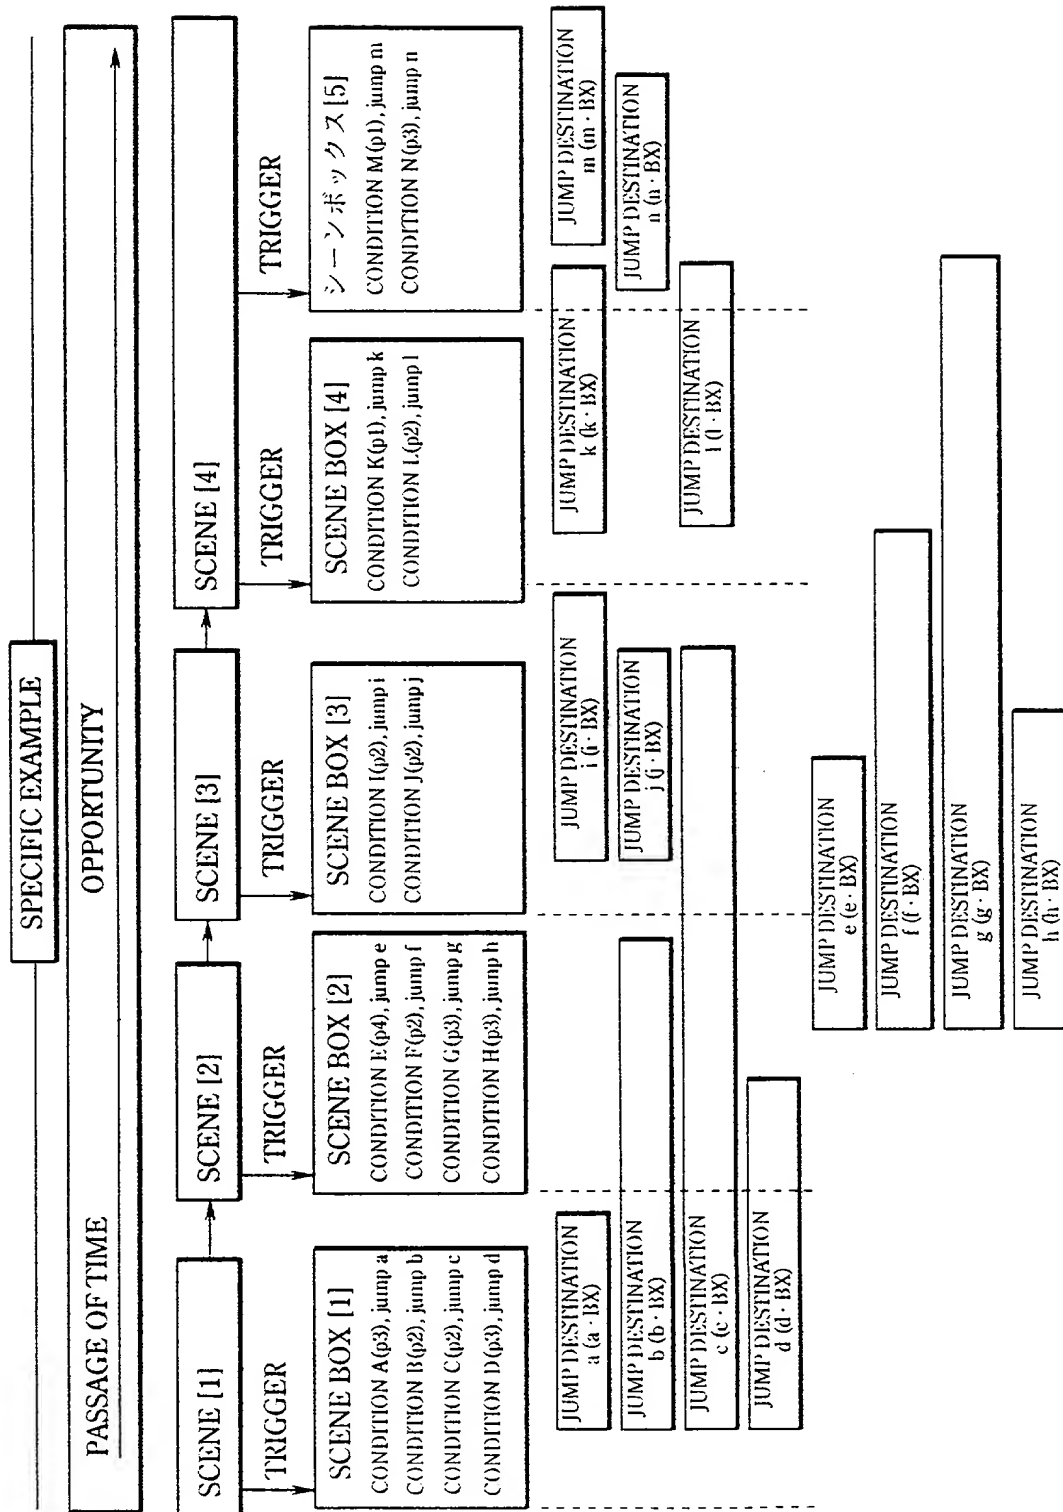 SPECIFIC EXAMPLE
PASSAGE OF TIME
OPPORTUNITY
SCENE [1]
SCENE [2]
SCENE [3]
SCENE [4]
TRIGGER
TRIGGER
TRIGGER
TRIGGER
TRIGGER
SCENE BOX [1]
CONDITION A(p3), jump a
CONDITION B(p2), jump b
CONDITION C(p2), jump c
CONDITION D(p3), jump d
SCENE BOX [2]
CONDITION E(p4), jump e
CONDITION F(p2), jump f
CONDITION G(p3), jump g
CONDITION H(p3), jump h
SCENE BOX [3]
CONDITION I(p2), jump i
CONDITION J(p2), jump j
SCENE BOX [4]
CONDITION K(p1), jump k
CONDITION L(p2), jump l
シーンボックス [5]
CONDITION M(p1), jump m
CONDITION N(p3), jump n
JUMP DESTINATION
a (a · BX)
JUMP DESTINATION
b (b · BX)
JUMP DESTINATION
c (c · BX)
JUMP DESTINATION
d (d · BX)
JUMP DESTINATION
e (e · BX)
JUMP DESTINATION
f (f · BX)
JUMP DESTINATION
g (g · BX)
JUMP DESTINATION
h (h · BX)
JUMP DESTINATION
i (i · BX)
JUMP DESTINATION
j (j · BX)
JUMP DESTINATION
k (k · BX)
JUMP DESTINATION
l (l · BX)
JUMP DESTINATION
m (m · BX)
JUMP DESTINATION
n (n · BX)